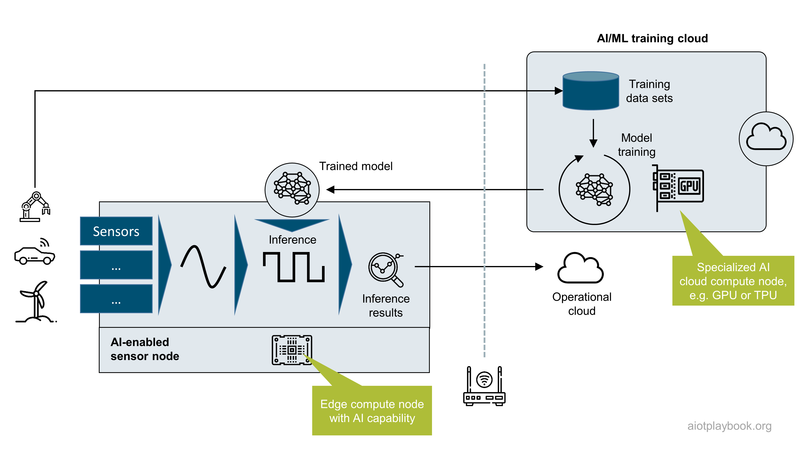 AI/ML training cloud
Training
data sets
Model
training
GPU
Trained model
Sensors
...
...
Inference
Inference
results
Operational
cloud
Specialized AI
cloud compute node,
e.g. GPU or TPU
AI-enabled
sensor node
Edge compute node
with AI capability
aiotplaybook.org